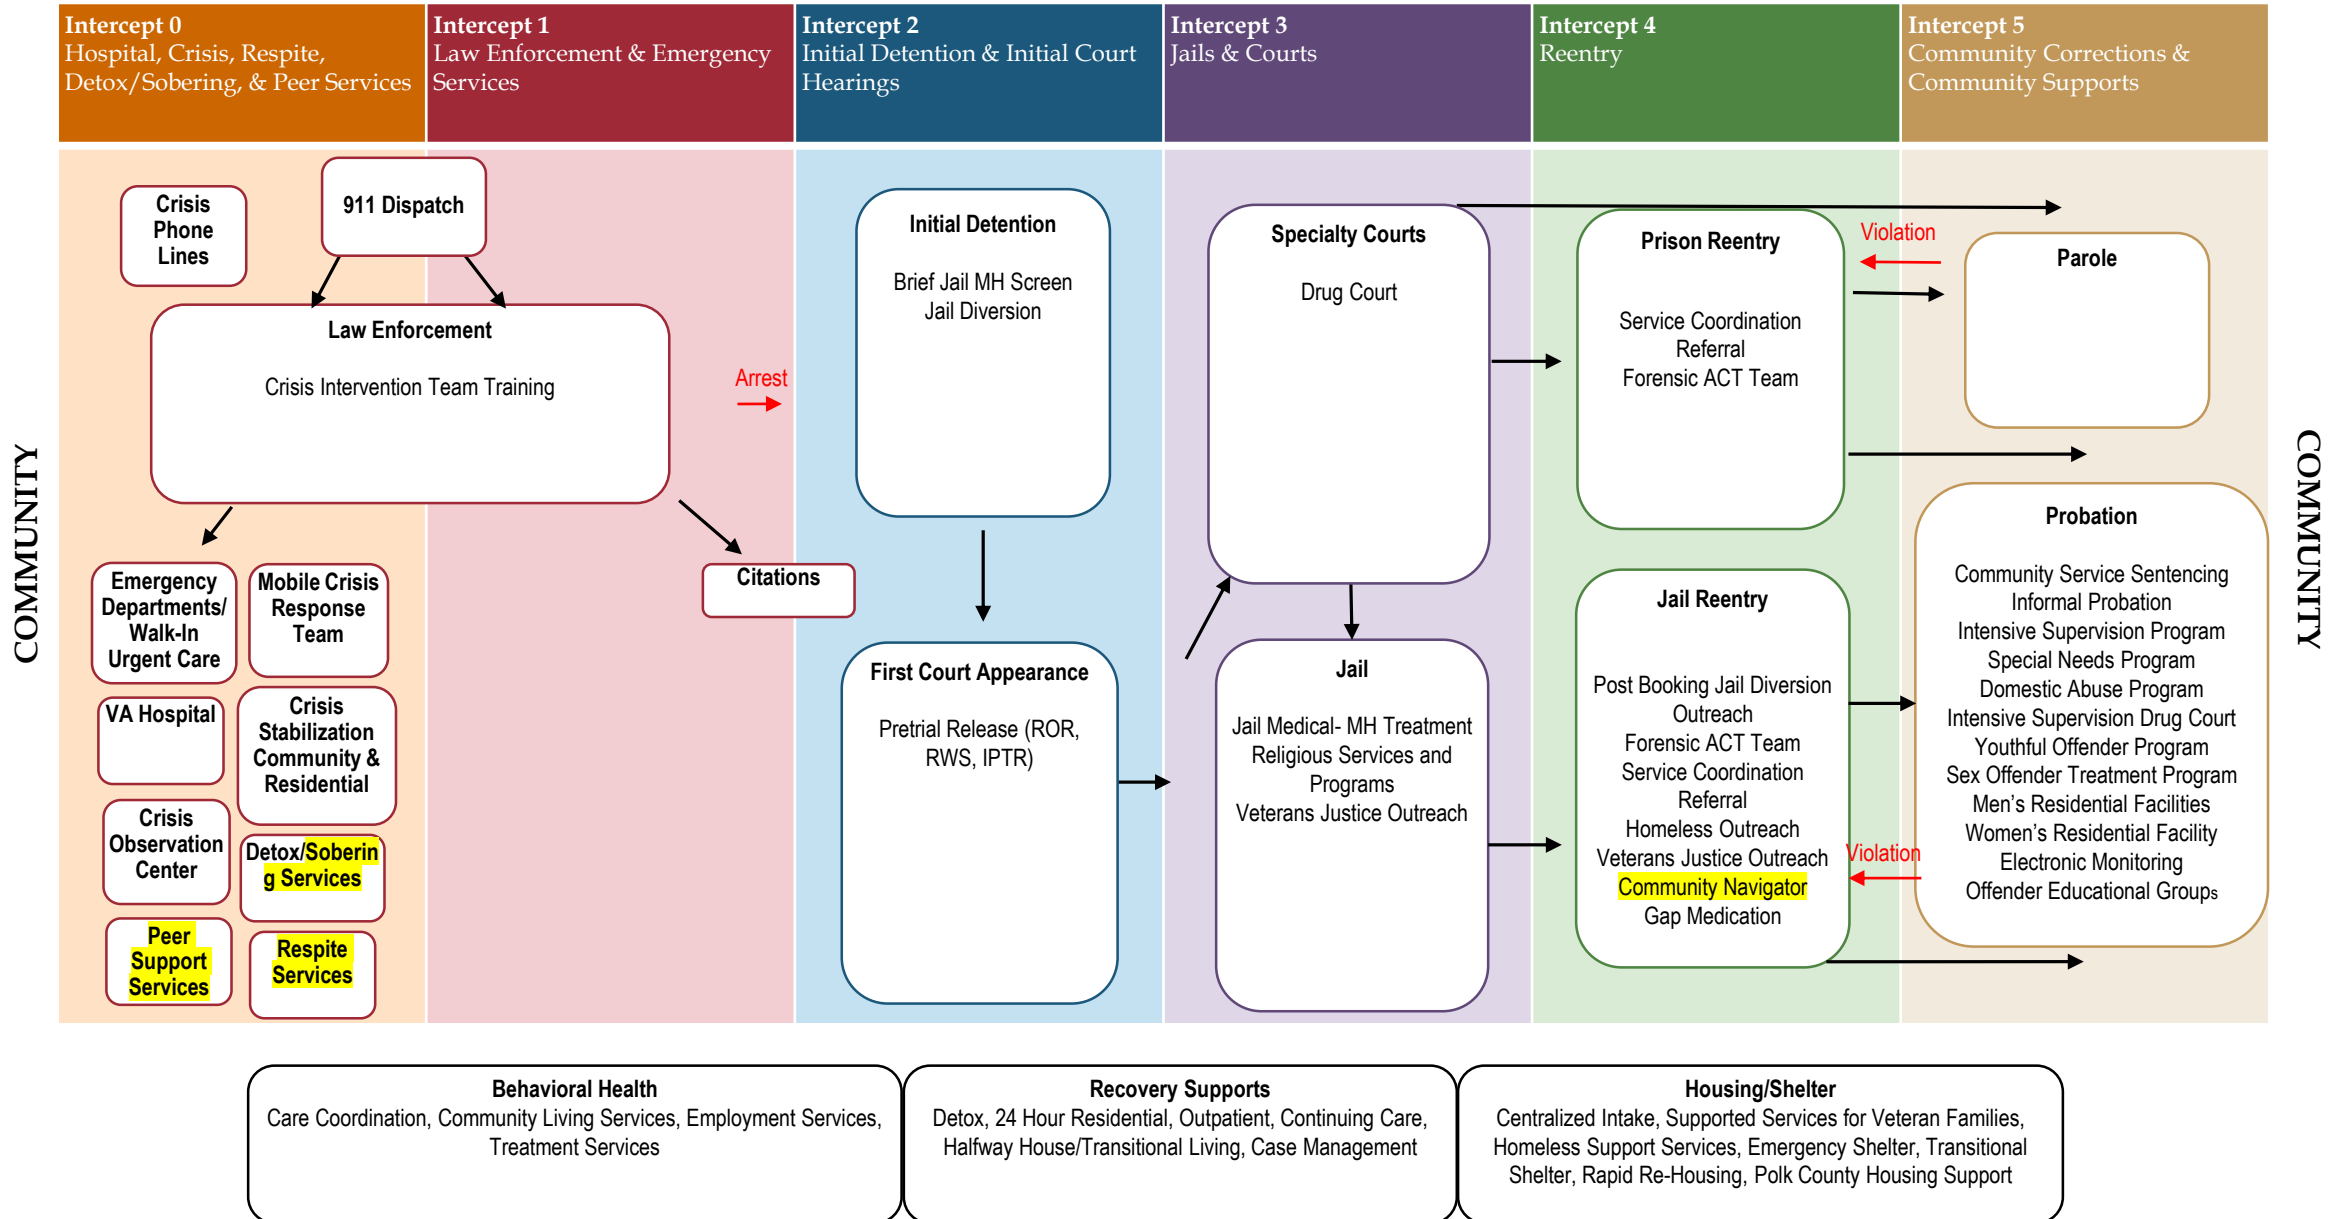 Intercept 0
Hospital, Crisis, Respite,
Detox/Sobering, & Peer Services
Intercept 1
Law Enforcement & Emergency
Services
Intercept 2
Initial Detention & Initial Court
Hearings
Intercept 3
Jails & Courts
Intercept 4
Reentry
Intercept 5
Community Corrections &
Community Supports
COMMUNITY
Crisis
Phone
Lines
911 Dispatch
Law Enforcement
Crisis Intervention Team Training
Arrest
Citations
Emergency
Departments/
Walk-In
Urgent Care
Mobile Crisis
Response
Team
VA Hospital
Crisis
Stabilization
Community &
Residential
Crisis
Observation
Center
Detox/Soberin
g Services
Peer
Support
Services
Respite
Services
Initial Detention
Brief Jail MH Screen
Jail Diversion
First Court Appearance
Pretrial Release (ROR,
RWS, IPTR)
Specialty Courts
Drug Court
Jail
Jail Medical- MH Treatment
Religious Services and
Programs
Veterans Justice Outreach
Prison Reentry
Service Coordination
Referral
Forensic ACT Team
Jail Reentry
Post Booking Jail Diversion
Outreach
Forensic ACT Team
Service Coordination
Referral
Homeless Outreach
Veterans Justice Outreach
Community Navigator
Gap Medication
Violation
Parole
Violation
Probation
Community Service Sentencing
Informal Probation
Intensive Supervision Program
Special Needs Program
Domestic Abuse Program
Intensive Supervision Drug Court
Youthful Offender Program
Sex Offender Treatment Program
Men’s Residential Facilities
Women’s Residential Facility
Electronic Monitoring
Offender Educational Groups
COMMUNITY
Behavioral Health
Care Coordination, Community Living Services, Employment Services,
Treatment Services
Recovery Supports
Detox, 24 Hour Residential, Outpatient, Continuing Care,
Halfway House/Transitional Living, Case Management
Housing/Shelter
Centralized Intake, Supported Services for Veteran Families,
Homeless Support Services, Emergency Shelter, Transitional
Shelter, Rapid Re-Housing, Polk County Housing Support